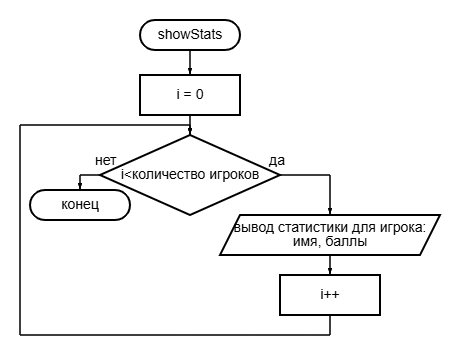 showStats
i = 0
нет
да
i<количество игроков
конец
вывод статистики для игрока:
имя, баллы
i++